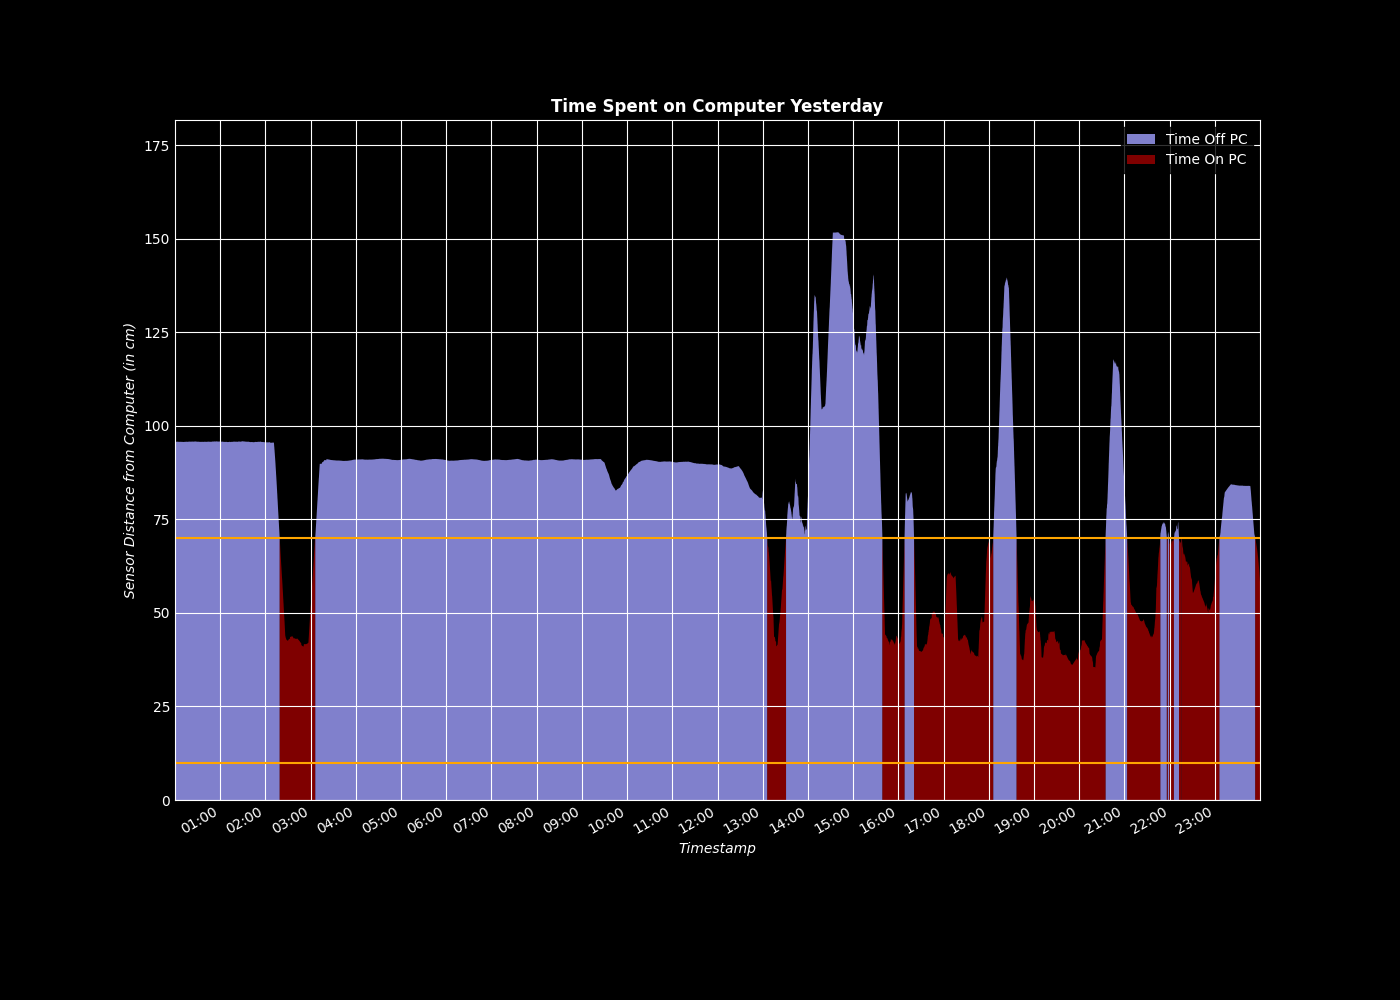 Time Spent on Computer Yesterday
Time Off PC
Time On PC
175
150
125
100
75
50
25
0
Sensor Distance from Computer (in cm)
01:00 02:00 03:00 04:00 05:00 06:00 07:00 08:00 09:00 10:00 11:00 12:00 13:00 14:00 15:00 16:00 17:00 18:00 19:00 20:00 21:00 22:00 23:00
Timestamp